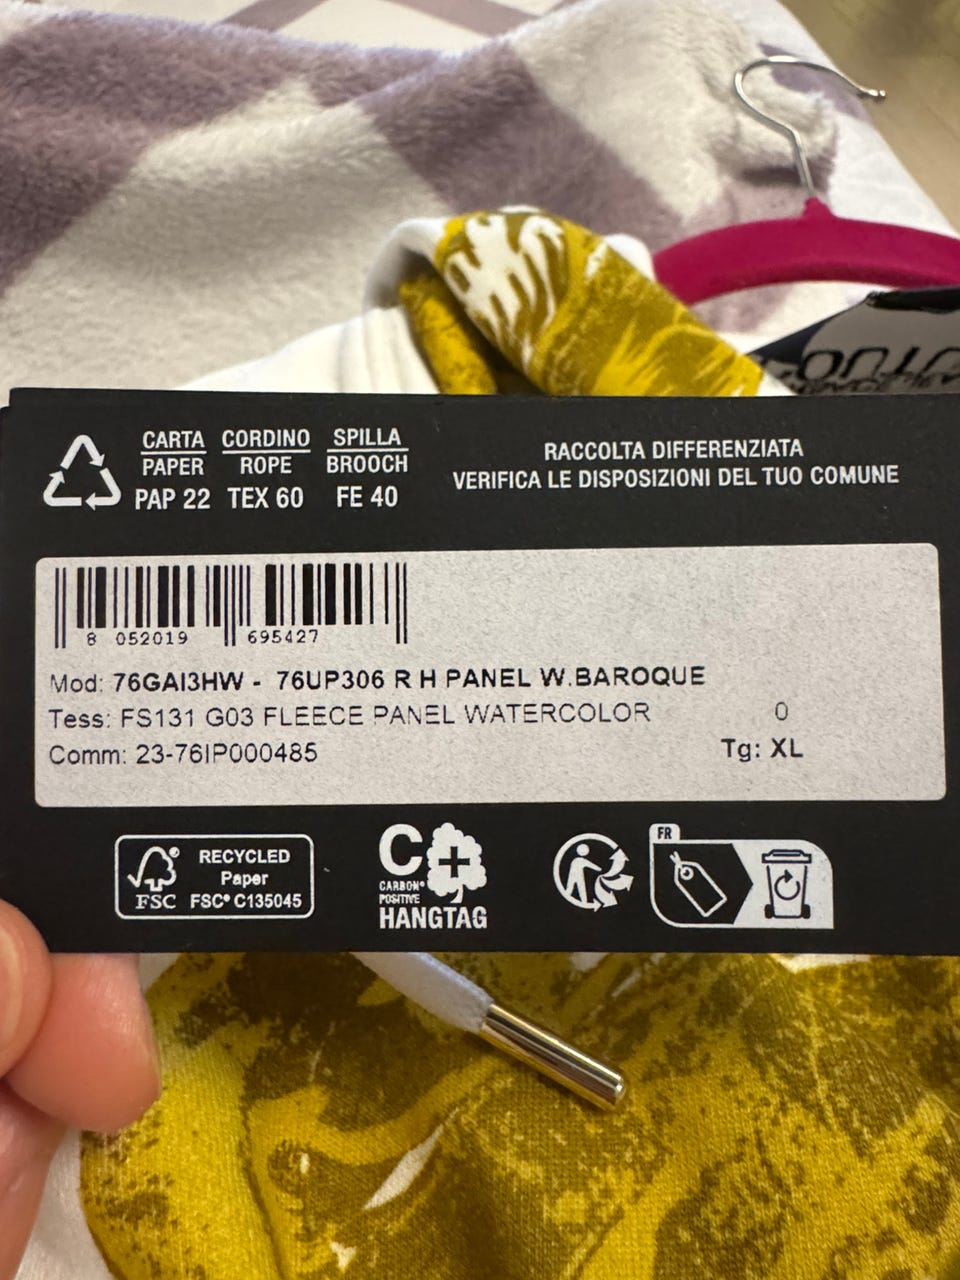 CARTA
PAPER
PAP 22
CORDINO
ROPE
TEX 60
SPILLA
BROOCH
FE 40
RACCOLTA DIFFERENZIATA
VERIFICA LE DISPOSIZIONI DEL TUO COMUNE
8 052019 695427
Mod: 76GAI3HW - 76UP306 R H PANEL W.BAROQUE
Tess: FS131 G03 FLEECE PANEL WATERCOLOR 0
Comm: 23-76IP000485 Tg: XL
FSC
RECYCLED
Paper
FSC® C135045
C+
CARBON®
POSITIVE
HANGTAG
FR